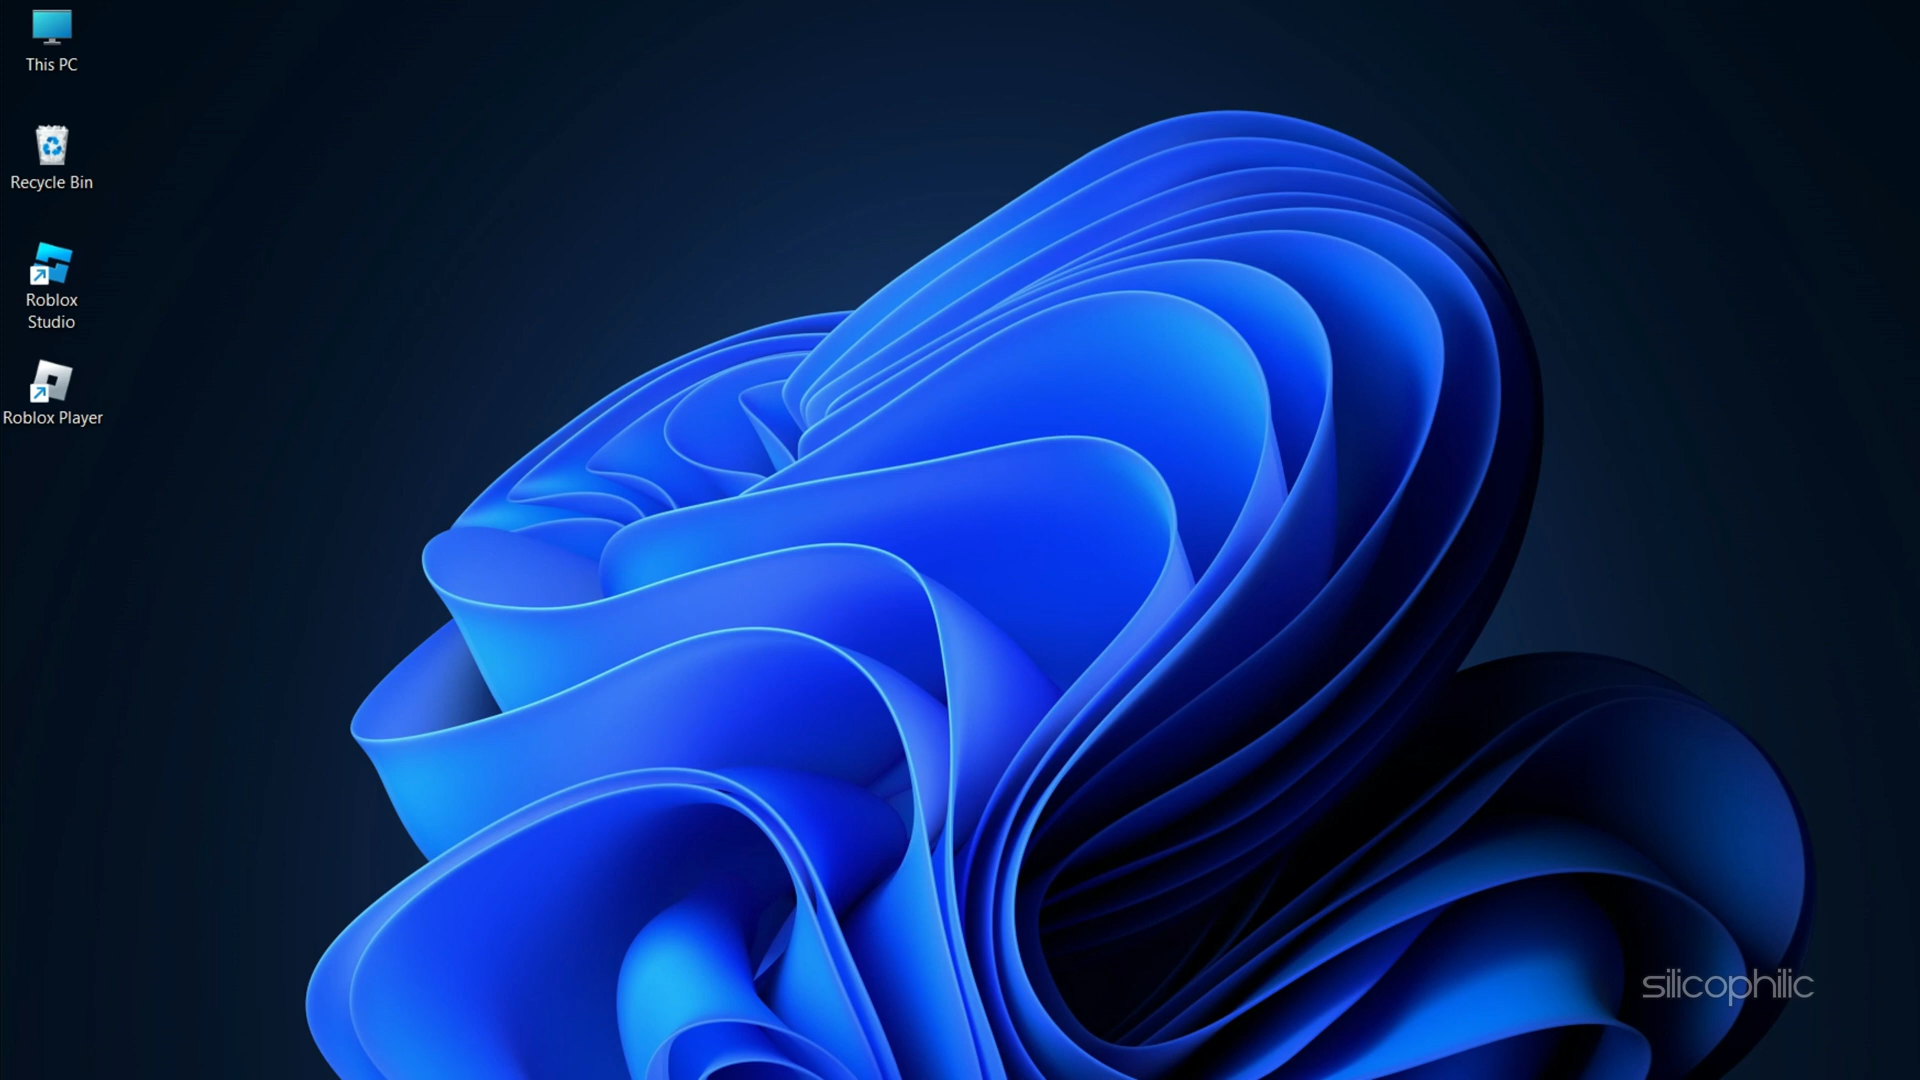 This PC
Recycle Bin
Roblox
Studio
Roblox Player
silicophilic